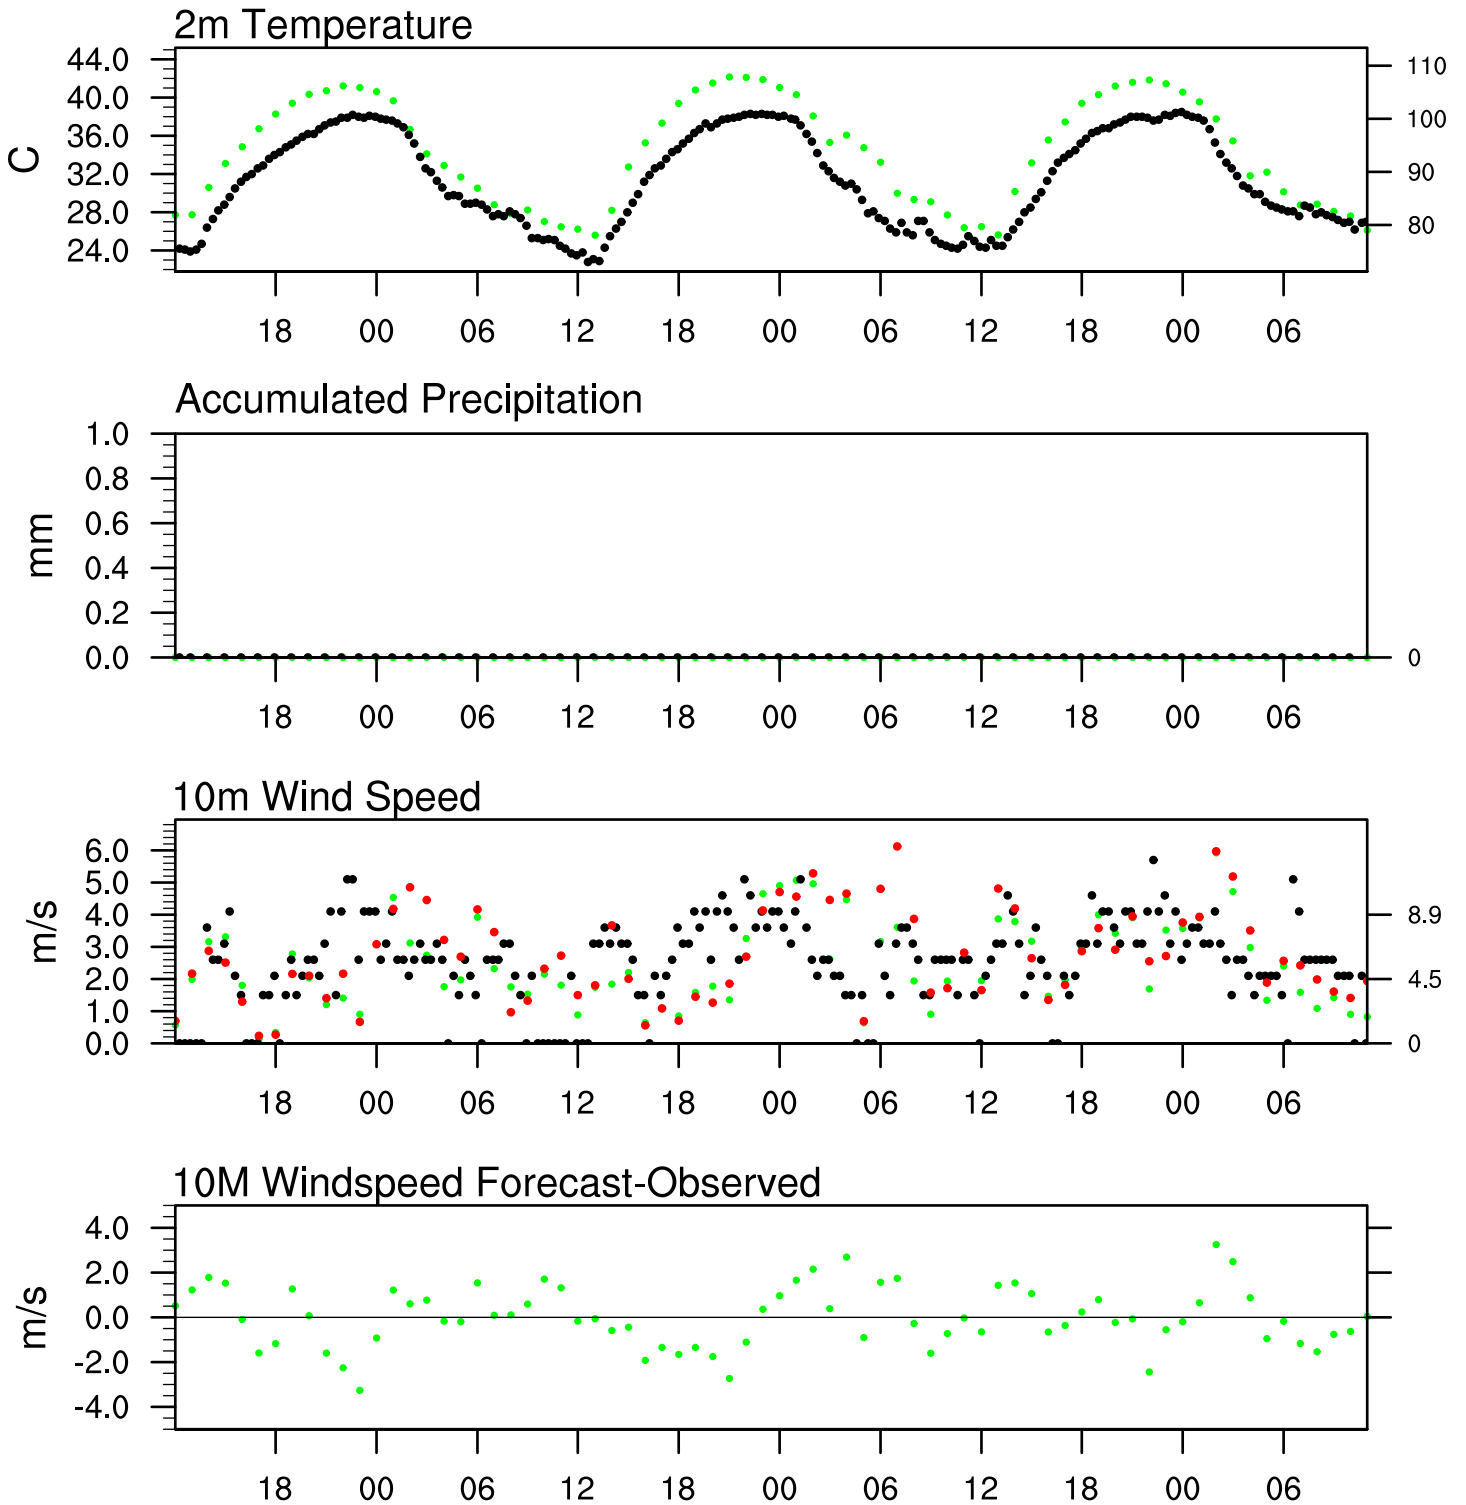 2m Temperature
44.0
40.0
36.0
32.0
28.0
24.0
C
110
100
90
80
18 00 06 12 18 00 06 12 18 00 06
Accumulated Precipitation
1.0
0.8
0.6
0.4
0.2
0.0
mm
0
18 00 06 12 18 00 06 12 18 00 06
10m Wind Speed
6.0
5.0
4.0
3.0
2.0
1.0
0.0
m/s
8.9
4.5
0
18 00 06 12 18 00 06 12 18 00 06
10M Windspeed Forecast-Observed
4.0
2.0
0.0
-2.0
-4.0
m/s
18 00 06 12 18 00 06 12 18 00 06